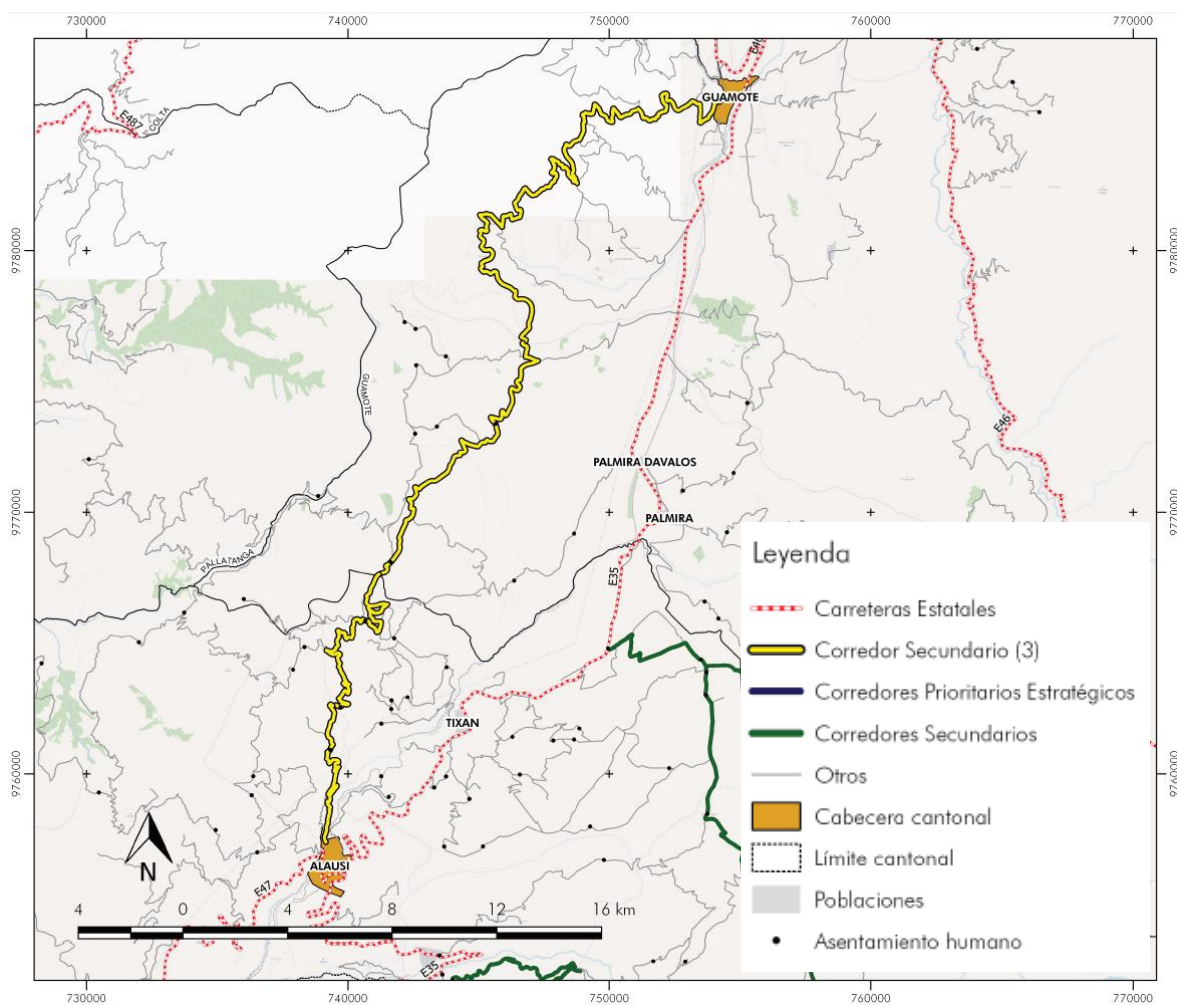 730000
740000
750000
760000
770000
E487
COLTA
GUAMOTE
9780000
9780000
GUAMOTE
E46
PALMIRA DAVALOS
9770000
9770000
PALMIRA
PALLATANGA
E35
TIXAN
9760000
9760000
N
ALAUSI
E47
4 0 4 8 12 16 km
E35
Leyenda
Carreteras Estatales
Corredor Secundario (3)
Corredores Prioritarios Estratégicos
Corredores Secundarios
Otros
Cabecera cantonal
Límite cantonal
Poblaciones
Asentamiento humano
730000
740000
750000
760000
770000